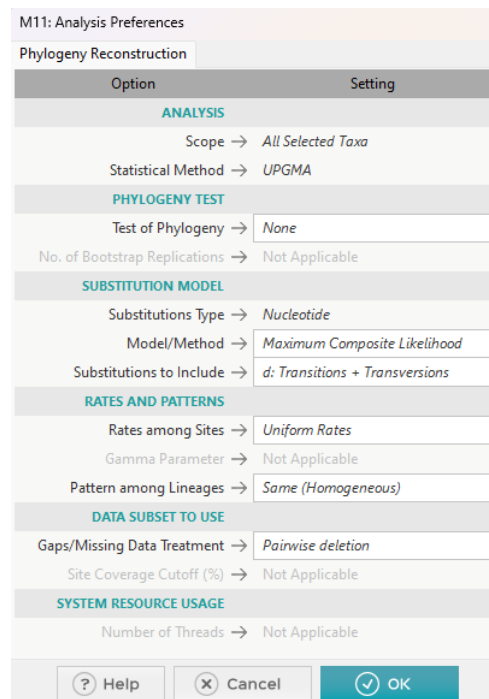 M11: Analysis Preferences
Phylogeny Reconstruction
Option Setting
ANALYSIS
Scope → All Selected Taxa
Statistical Method → UPGMA
PHYLOGENY TEST
Test of Phylogeny → None
No. of Bootstrap Replications → Not Applicable
SUBSTITUTION MODEL
Substitutions Type → Nucleotide
Model/Method → Maximum Composite Likelihood
Substitutions to Include → d: Transitions + Transversions
RATES AND PATTERNS
Rates among Sites → Uniform Rates
Gamma Parameter → Not Applicable
Pattern among Lineages → Same (Homogeneous)
DATA SUBSET TO USE
Gaps/Missing Data Treatment → Pairwise deletion
Site Coverage Cutoff (%) → Not Applicable
SYSTEM RESOURCE USAGE
Number of Threads → Not Applicable
? Help X Cancel ✓ OK